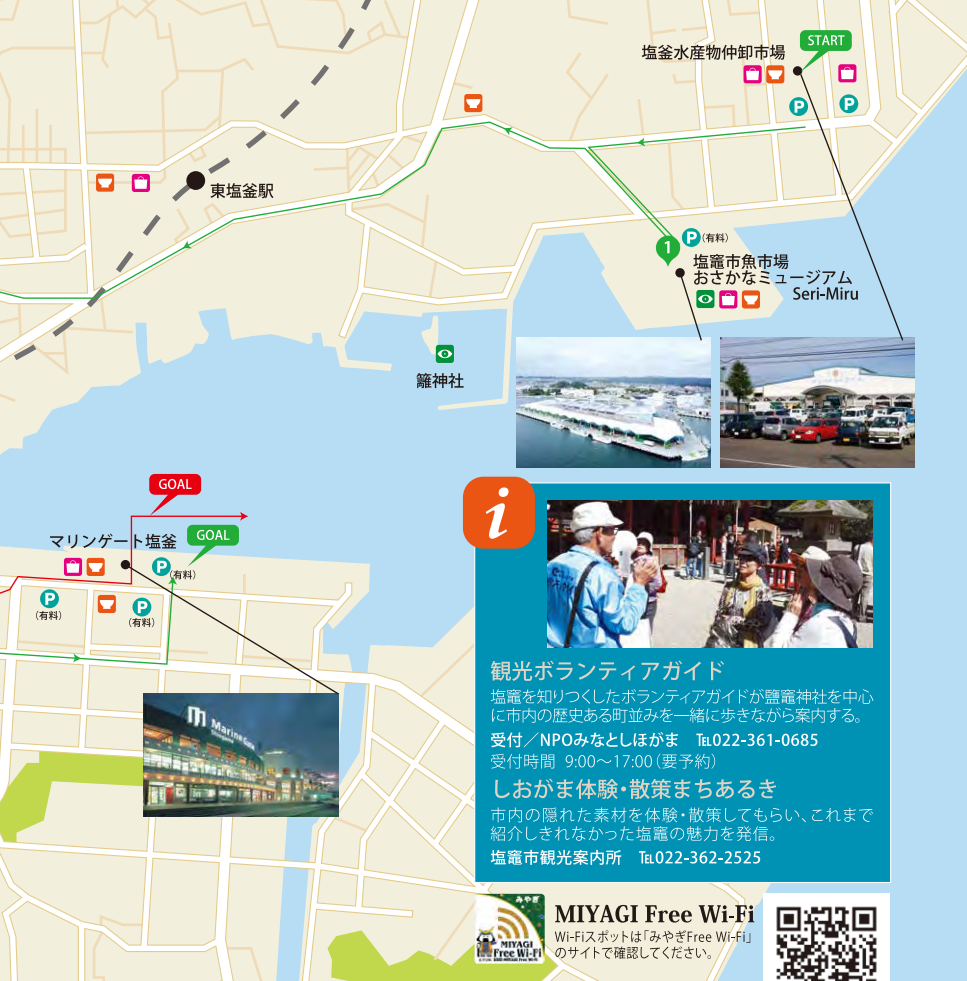 START
塩釜水産物仲卸市場
P
P
東塩釜駅
1
P(有料)
塩竈市魚市場
おさかなミュージアム
Seri-Miru
籬神社
GOAL
マリンゲート塩釜
GOAL
P
(有料)
P
(有料)
P
(有料)
Marine Gate
Shiogama
i
観光ボランティアガイド
塩竈を知りつくしたボランティアガイドが鹽竈神社を中心
に市内の歴史ある町並みを一緒に歩きながら案内する。
受付／NPOみなとしほがま ℡022-361-0685
受付時間 9:00〜17:00(要予約)
しおがま体験・散策まちあるき
市内の隠れた素材を体験・散策してもらい、これまで
紹介しきれなかった塩竈の魅力を発信。
塩竈市観光案内所 ℡022-362-2525
みやぎ
MIYAGI
Free Wi-Fi
MIYAGI Free Wi-Fi
Wi-Fiスポットは「みやぎFree Wi-Fi」
のサイトで確認してください。